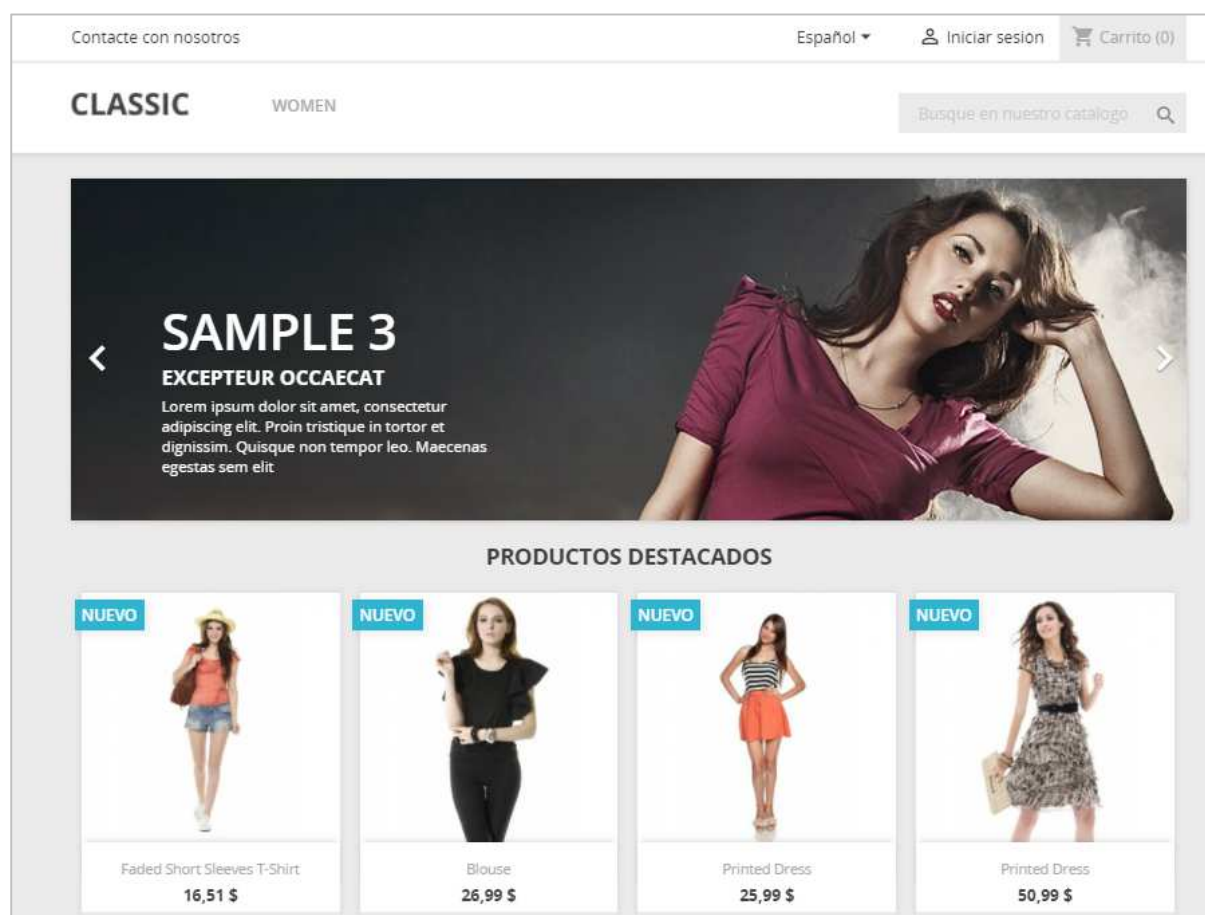 Contacte con nosotros
Español
Iniciar sesión
Carrito (0)
CLASSIC
WOMEN
Busque en nuestro catálogo
SAMPLE 3
EXCEPTEUR OCCAECAT
Lorem ipsum dolor sit amet, consectetur
adipiscing elit. Proin tristique in tortor et
dignissim. Quisque non tempor leo. Maecenas
egestas sem elit
PRODUCTOS DESTACADOS
NUEVO
NUEVO
NUEVO
NUEVO
Faded Short Sleeves T-Shirt
16,51 $
Blouse
26,99 $
Printed Dress
25,99 $
Printed Dress
50,99 $